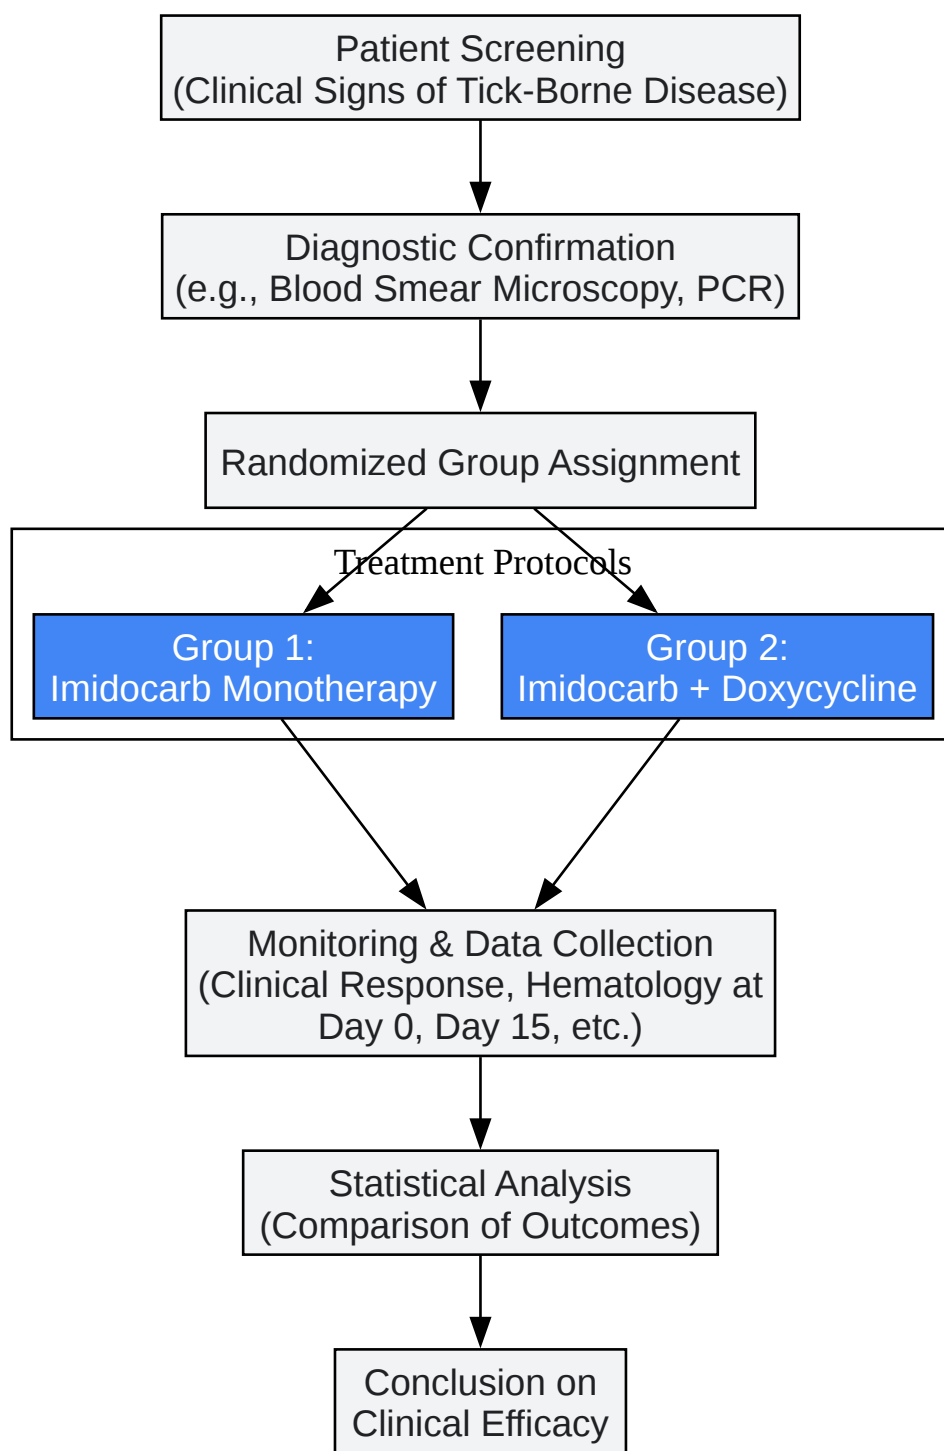 Patient Screening
(Clinical Signs of Tick-Borne Disease)
Diagnostic Confirmation
(e.g., Blood Smear Microscopy, PCR)
Randomized Group Assignment
Treatment Protocols
Group 1:
Imidocarb Monotherapy
Group 2:
Imidocarb + Doxycycline
Monitoring & Data Collection
(Clinical Response, Hematology at
Day 0, Day 15, etc.)
Statistical Analysis
(Comparison of Outcomes)
Conclusion on
Clinical Efficacy